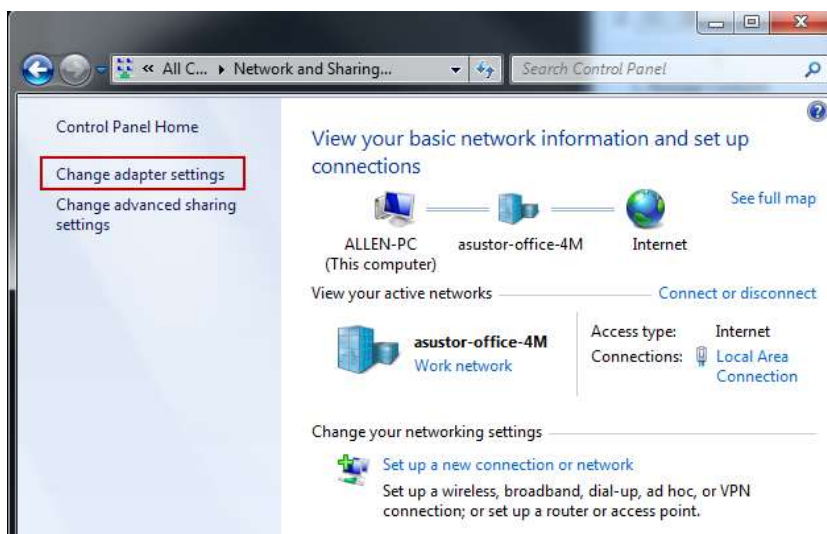 « All C... ▸ Network and Sharing...
Search Control Panel
Control Panel Home
Change adapter settings
Change advanced sharing
settings
View your basic network information and set up
connections
See full map
ALLEN-PC
(This computer)
asustor-office-4M
Internet
View your active networks
Connect or disconnect
asustor-office-4M
Work network
Access type: Internet
Connections: Local Area
Connection
Change your networking settings
Set up a new connection or network
Set up a wireless, broadband, dial-up, ad hoc, or VPN
connection; or set up a router or access point.